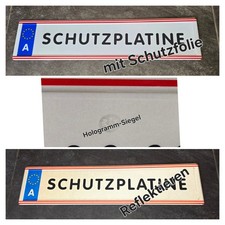 A SCHUTZPLATINE
mit Schutzfolie
Hologramm-Siegel
A SCHUTZPLATINE
Reflektieren